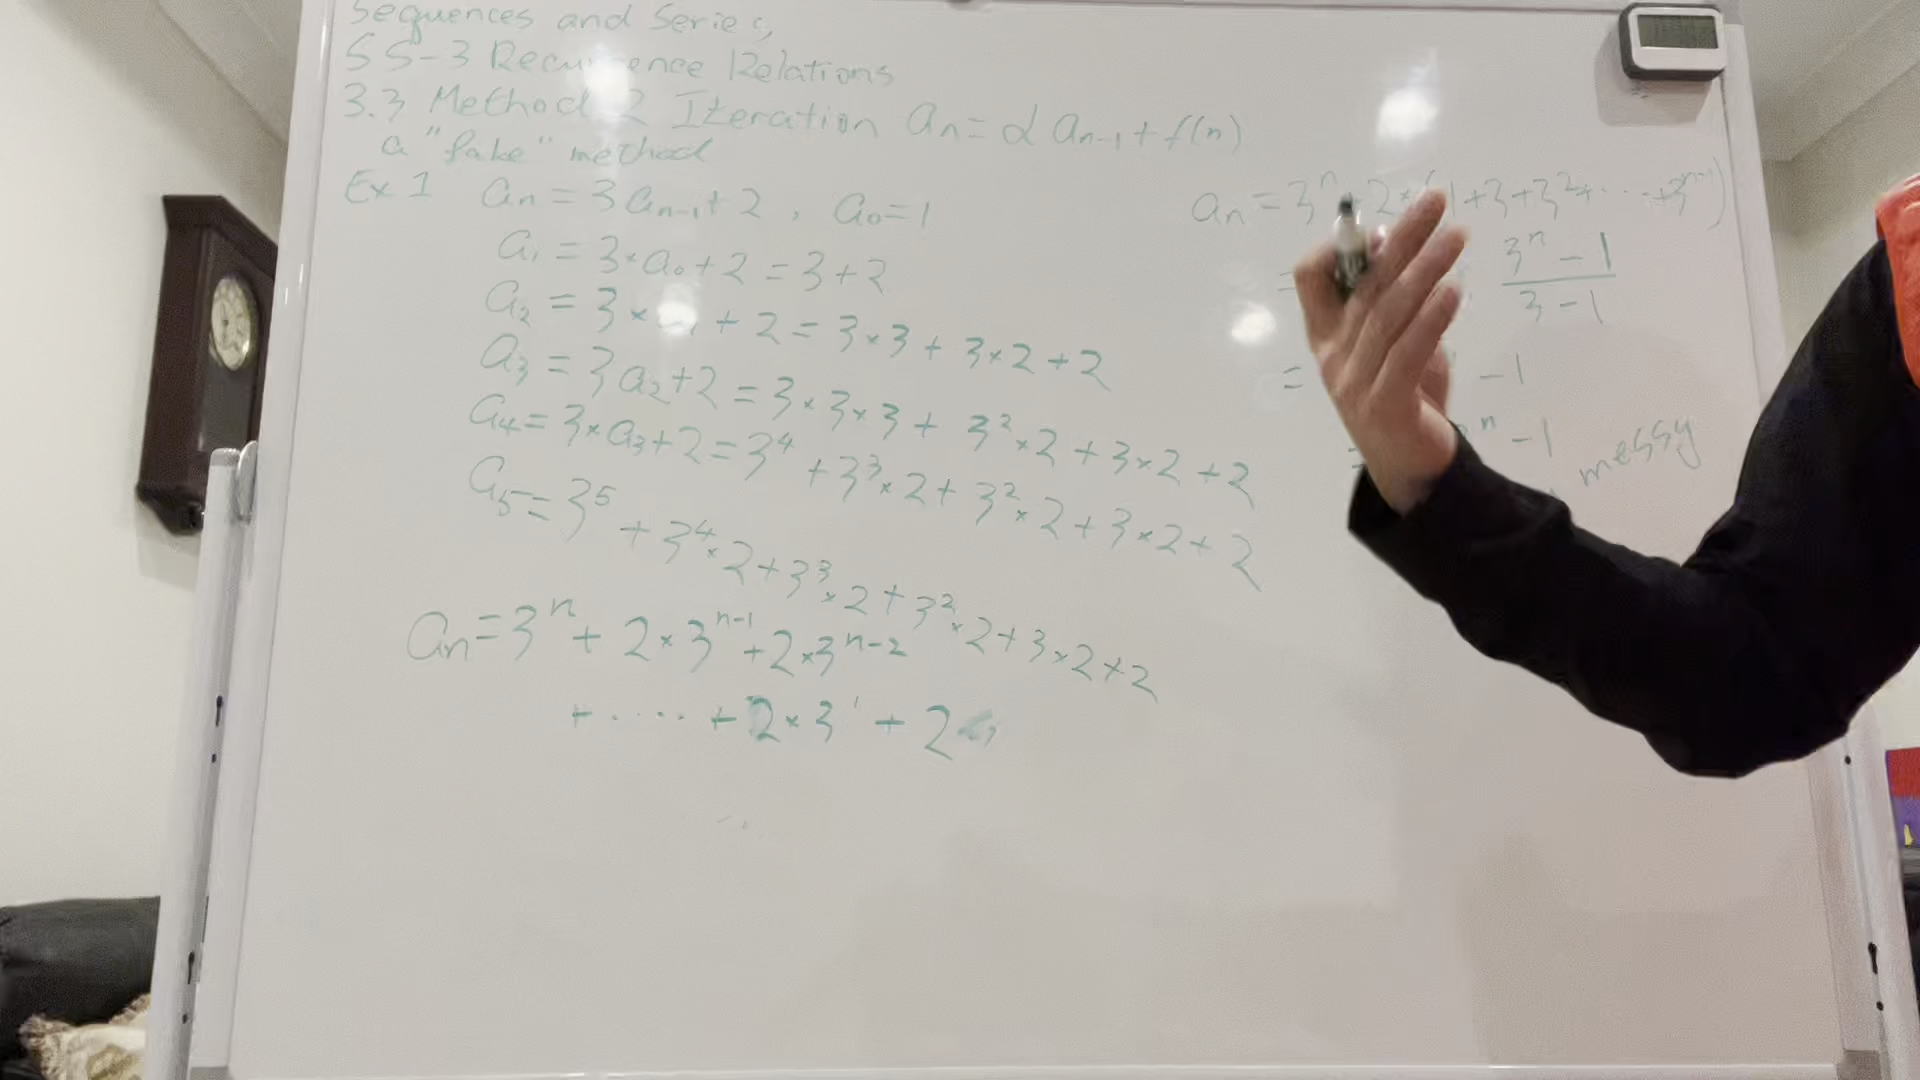 Sequences and Series,
SS-3 Recurrence Relations
3.3 Method 2 Iteration aₙ = α aₙ₋₁ + f(n)
a "fake" method
Ex 1 aₙ = 3 aₙ₋₁ + 2 , a₀ = 1
a₁ = 3 × a₀ + 2 = 3 + 2
a₂ = 3 × + 2 = 3 × 3 + 3 × 2 + 2
a₃ = 3 a₂ + 2 = 3 × 3 × 3 + 3² × 2 + 3 × 2 + 2
a₄ = 3 × a₃ + 2 = 3⁴ + 3³ × 2 + 3² × 2 + 3 × 2 + 2
a₅ = 3⁵ + 3⁴ × 2 + 3³ × 2 + 3² × 2 + 3 × 2 + 2
aₙ = 3ⁿ + 2 × 3ⁿ⁻¹ + 2 × 3ⁿ⁻²
+ ..... + 2 × 3¹ + 2
aₙ = 3ⁿ + 2 × (1 + 3 + 3² + ... + 3ⁿ⁻¹)
= (3ⁿ - 1)/(3 - 1)
= - 1
= ⁿ - 1
messy